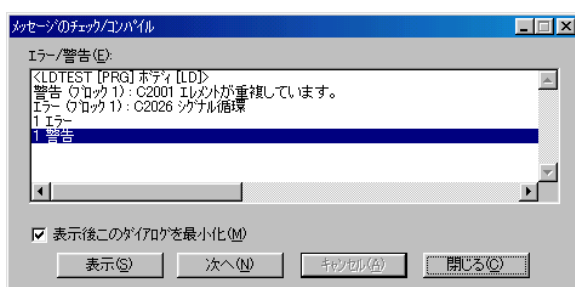 メッセージのチェック/コンパイル
エラー/警告(E):
<LDTEST [PRG] ボディ [LD]>
警告 (ブロック 1) : C2001 エレメントが重複しています。
エラー (ブロック 1) : C2026 シグナル循環
1 エラー
1 警告
表示後このダイアログを最小化(M)
表示(S) 次へ(N) キャンセル(A) 閉じる(C)